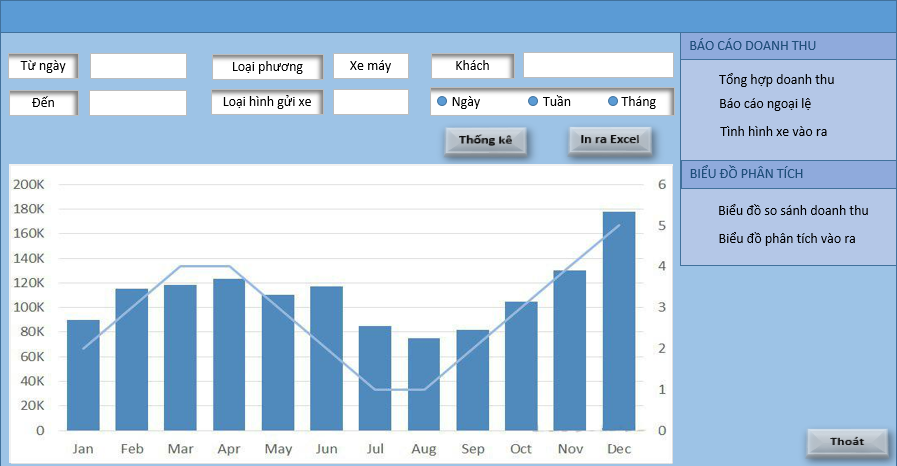 Từ ngày
Loại phương
Xe máy
Khách
Đến
Loại hình gửi xe
Ngày
Tuần
Tháng
Thống kê
In ra Excel
BÁO CÁO DOANH THU
Tổng hợp doanh thu
Báo cáo ngoại lệ
Tình hình xe vào ra
BIỂU ĐỒ PHÂN TÍCH
Biểu đồ so sánh doanh thu
Biểu đồ phân tích vào ra
200K 6
180K
160K 5
140K
120K 4
100K 3
80K
60K 2
40K 1
20K
0 0
Jan Feb Mar Apr May Jun Jul Aug Sep Oct Nov Dec
Thoát